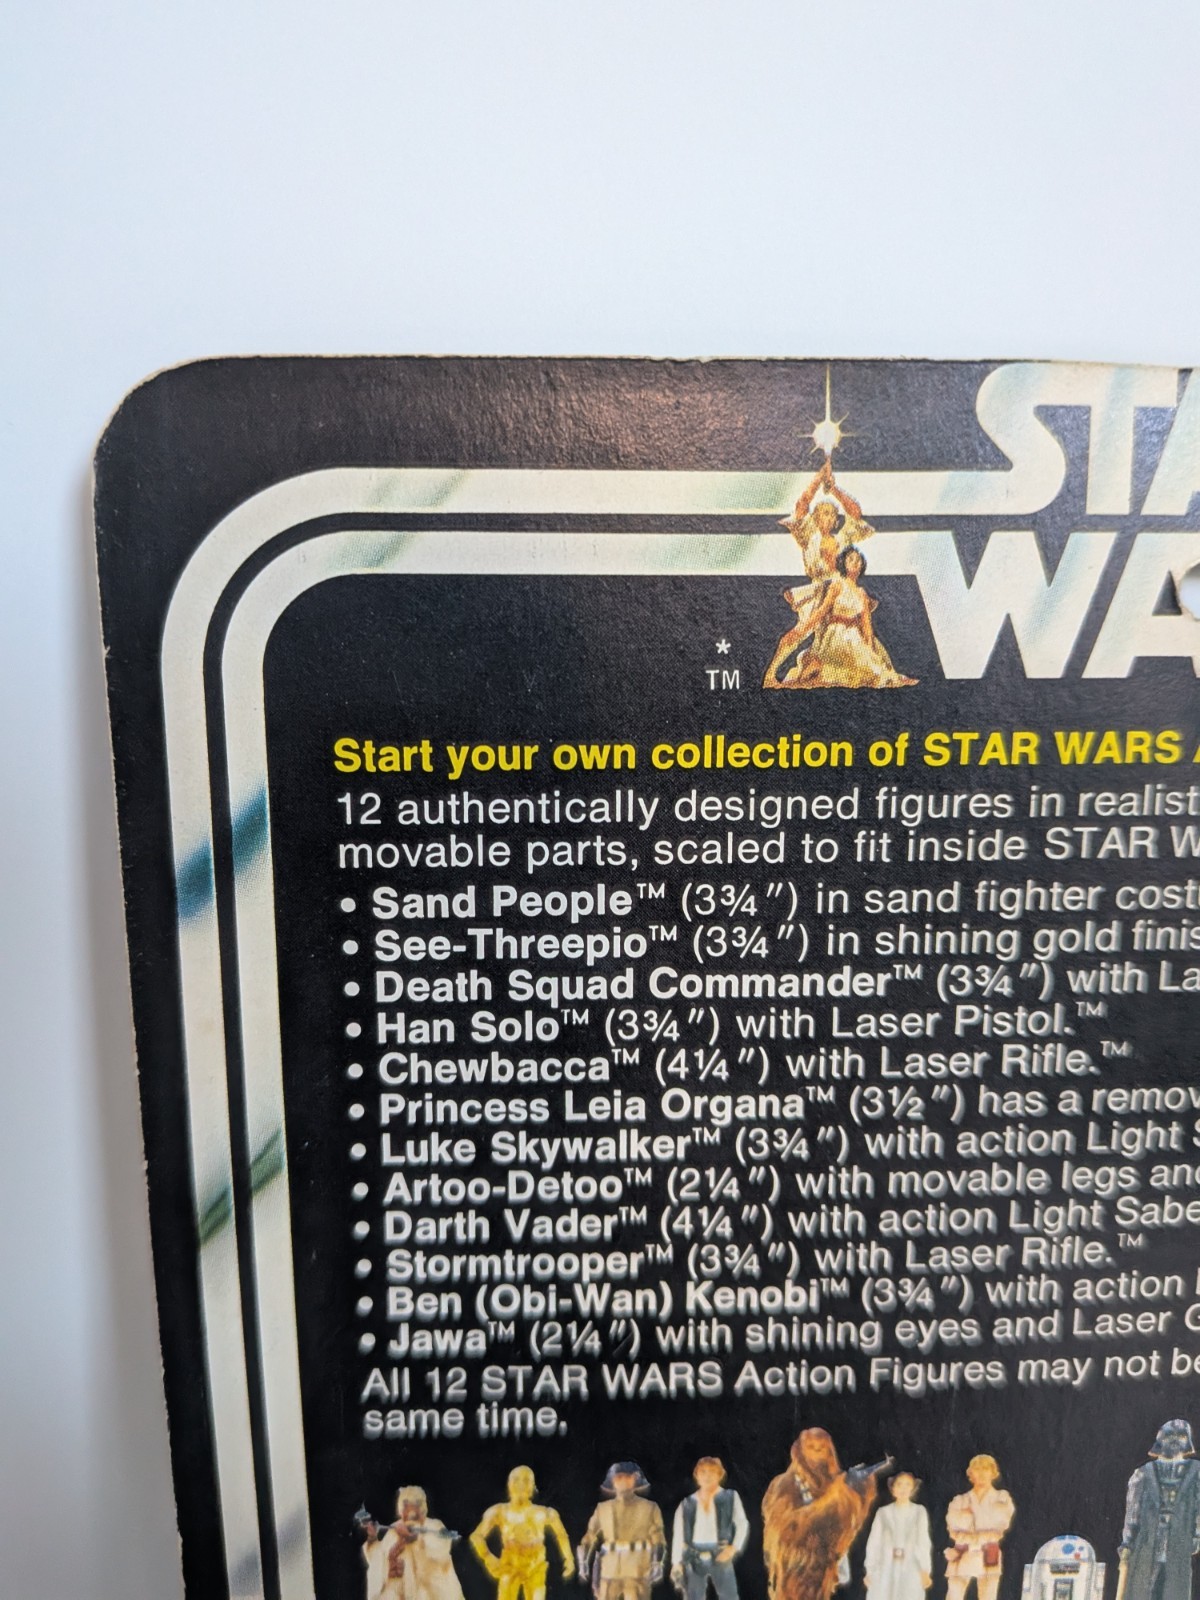 STA
WA
*
TM
Start your own collection of STAR WARS
12 authentically designed figures in realist
movable parts, scaled to fit inside STAR W
• Sand People™ (3¾") in sand fighter cost
• See-Threepio™ (3¾") in shining gold finis
• Death Squad Commander™ (3¾") with La
• Han Solo™ (3¾") with Laser Pistol.™
• Chewbacca™ (4¼") with Laser Rifle.™
• Princess Leia Organa™ (3½") has a remov
• Luke Skywalker™ (3¾") with action Light S
• Artoo-Detoo™ (2¼") with movable legs and
• Darth Vader™ (4¼") with action Light Sabe
• Stormtrooper™ (3¾") with Laser Rifle.™
• Ben (Obi-Wan) Kenobi™ (3¾") with action
• Jawa™ (2¼") with shining eyes and Laser G
All 12 STAR WARS Action Figures may not be
same time.